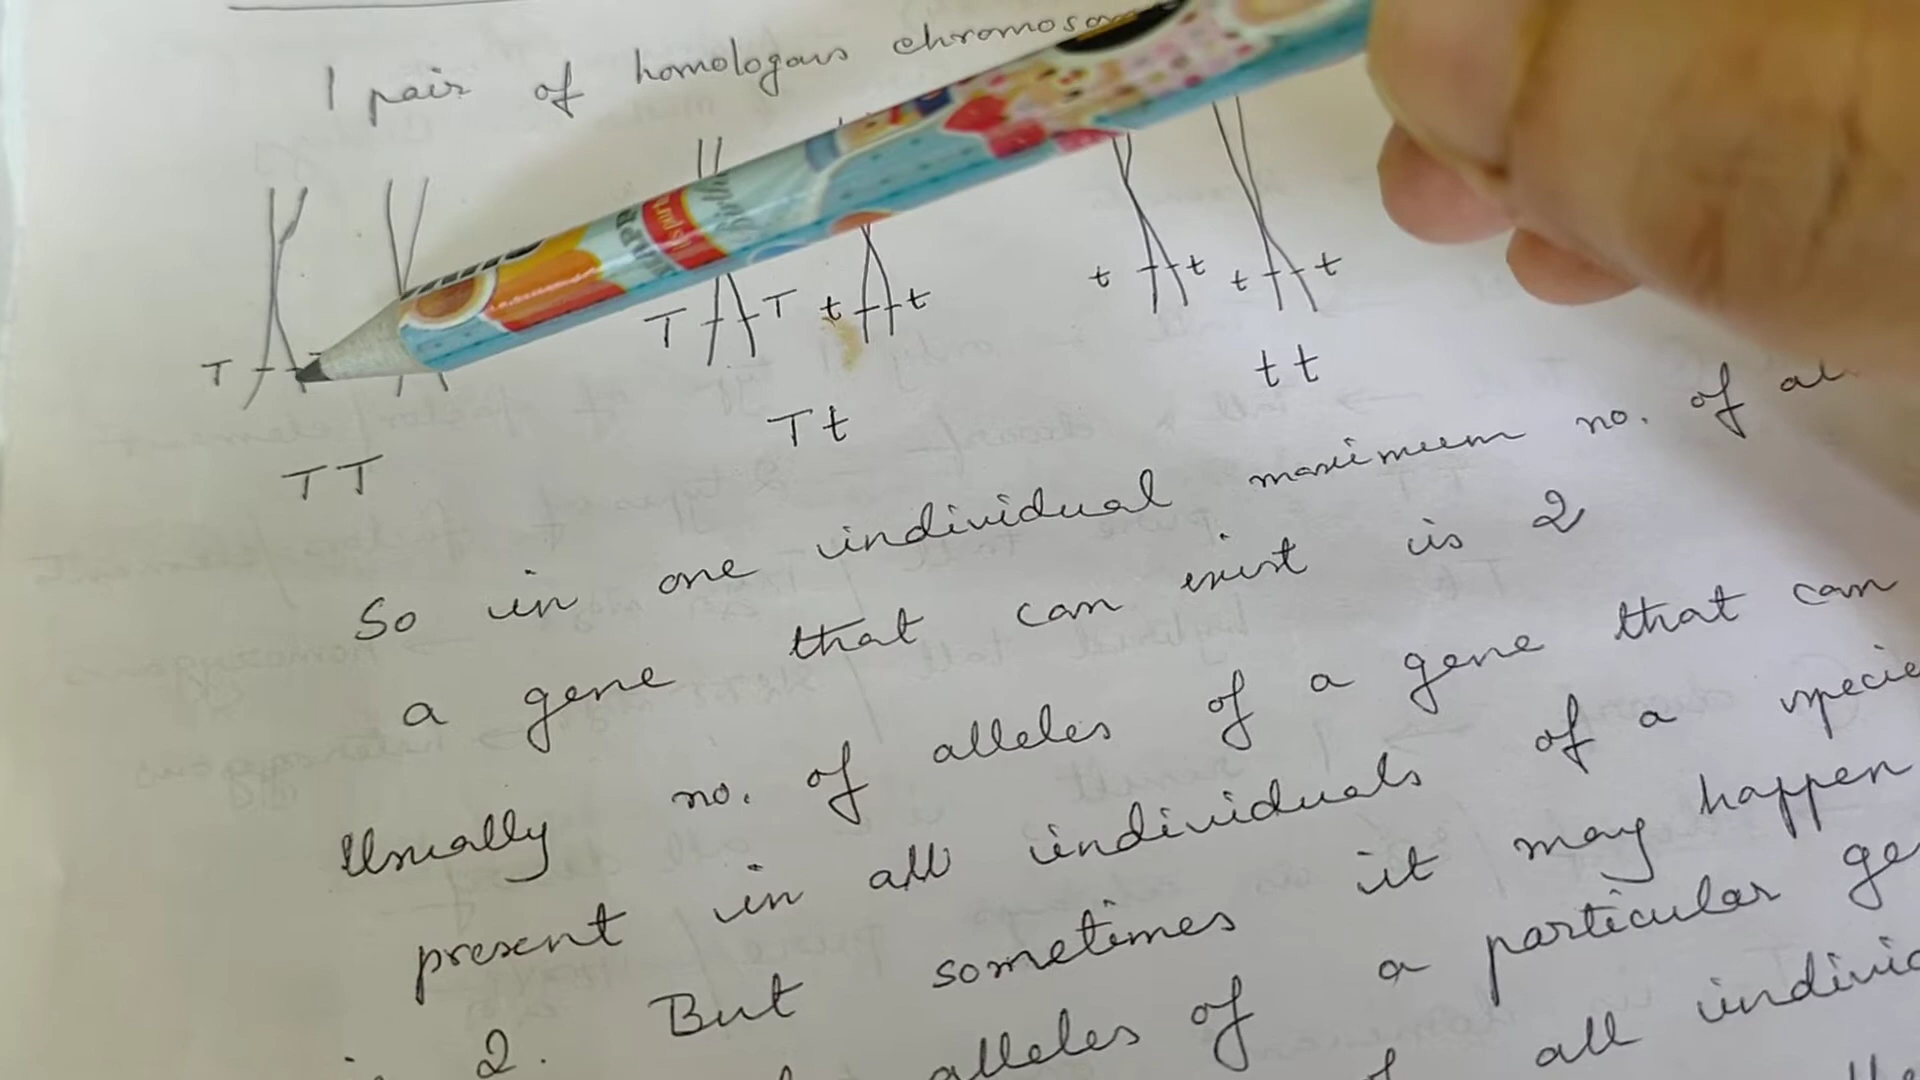 1 pair of homologous
T T t t t t t t
T
T T
T t
t t
So in one individual maximum no. of
a gene that can exist is 2
Usually no. of alleles of a gene that can
present in all individuals of a
2. But sometimes it may happen
alleles of a particular
all